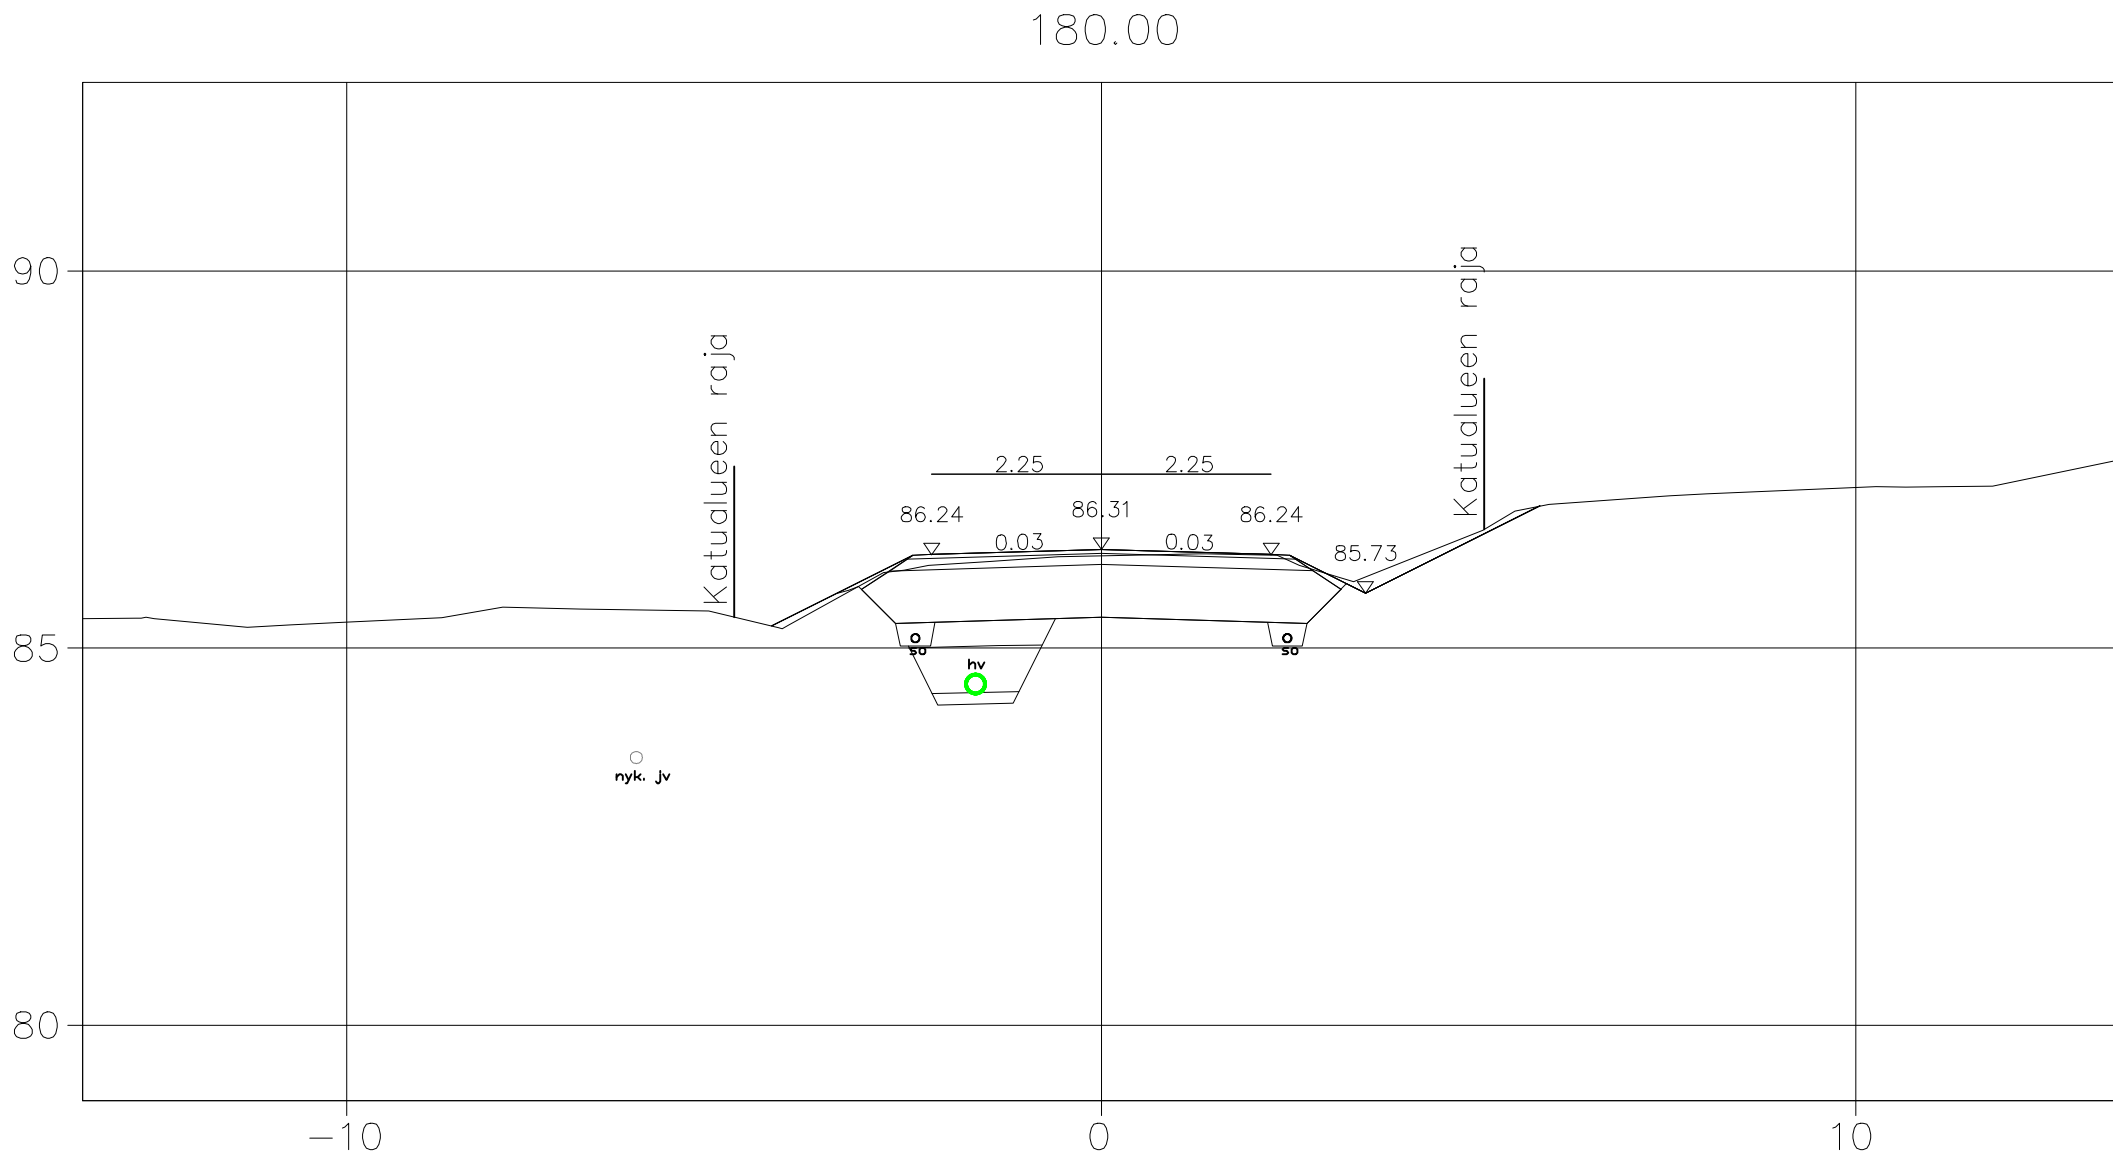 180.00
90
Katualueen raja
Katualueen raja
2.25
2.25
86.24
86.31
86.24
0.03
0.03
85.73
85
so
so
hv
nyk. jv
80
-10
0
10